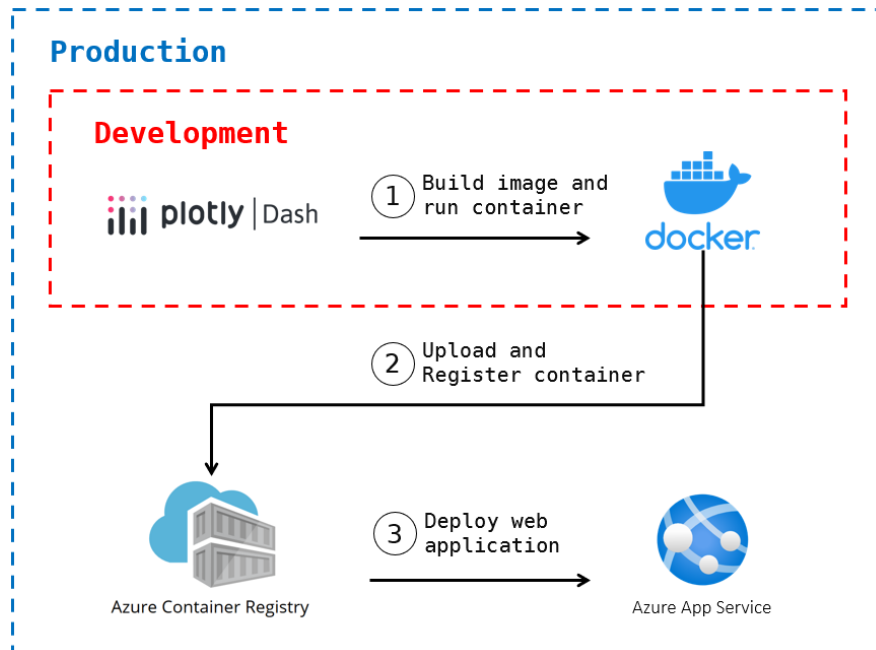 Production
Development
plotly | Dash
1
Build image and
run container
docker
2
Upload and
Register container
Azure Container Registry
3
Deploy web
application
Azure App Service